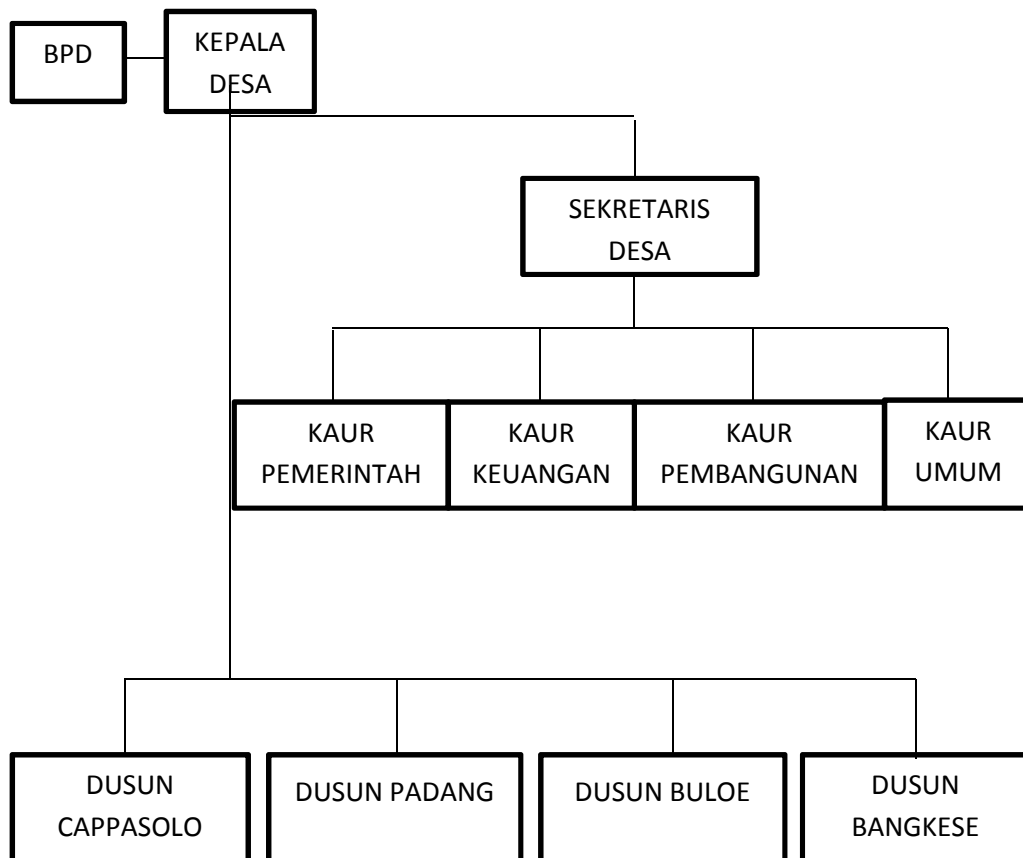 BPD
KEPALA
DESA
SEKRETARIS
DESA
KAUR
PEMERINTAH
KAUR
KEUANGAN
KAUR
PEMBANGUNAN
KAUR
UMUM
DUSUN
CAPPASOLO
DUSUN PADANG
DUSUN BULOE
DUSUN
BANGKESE